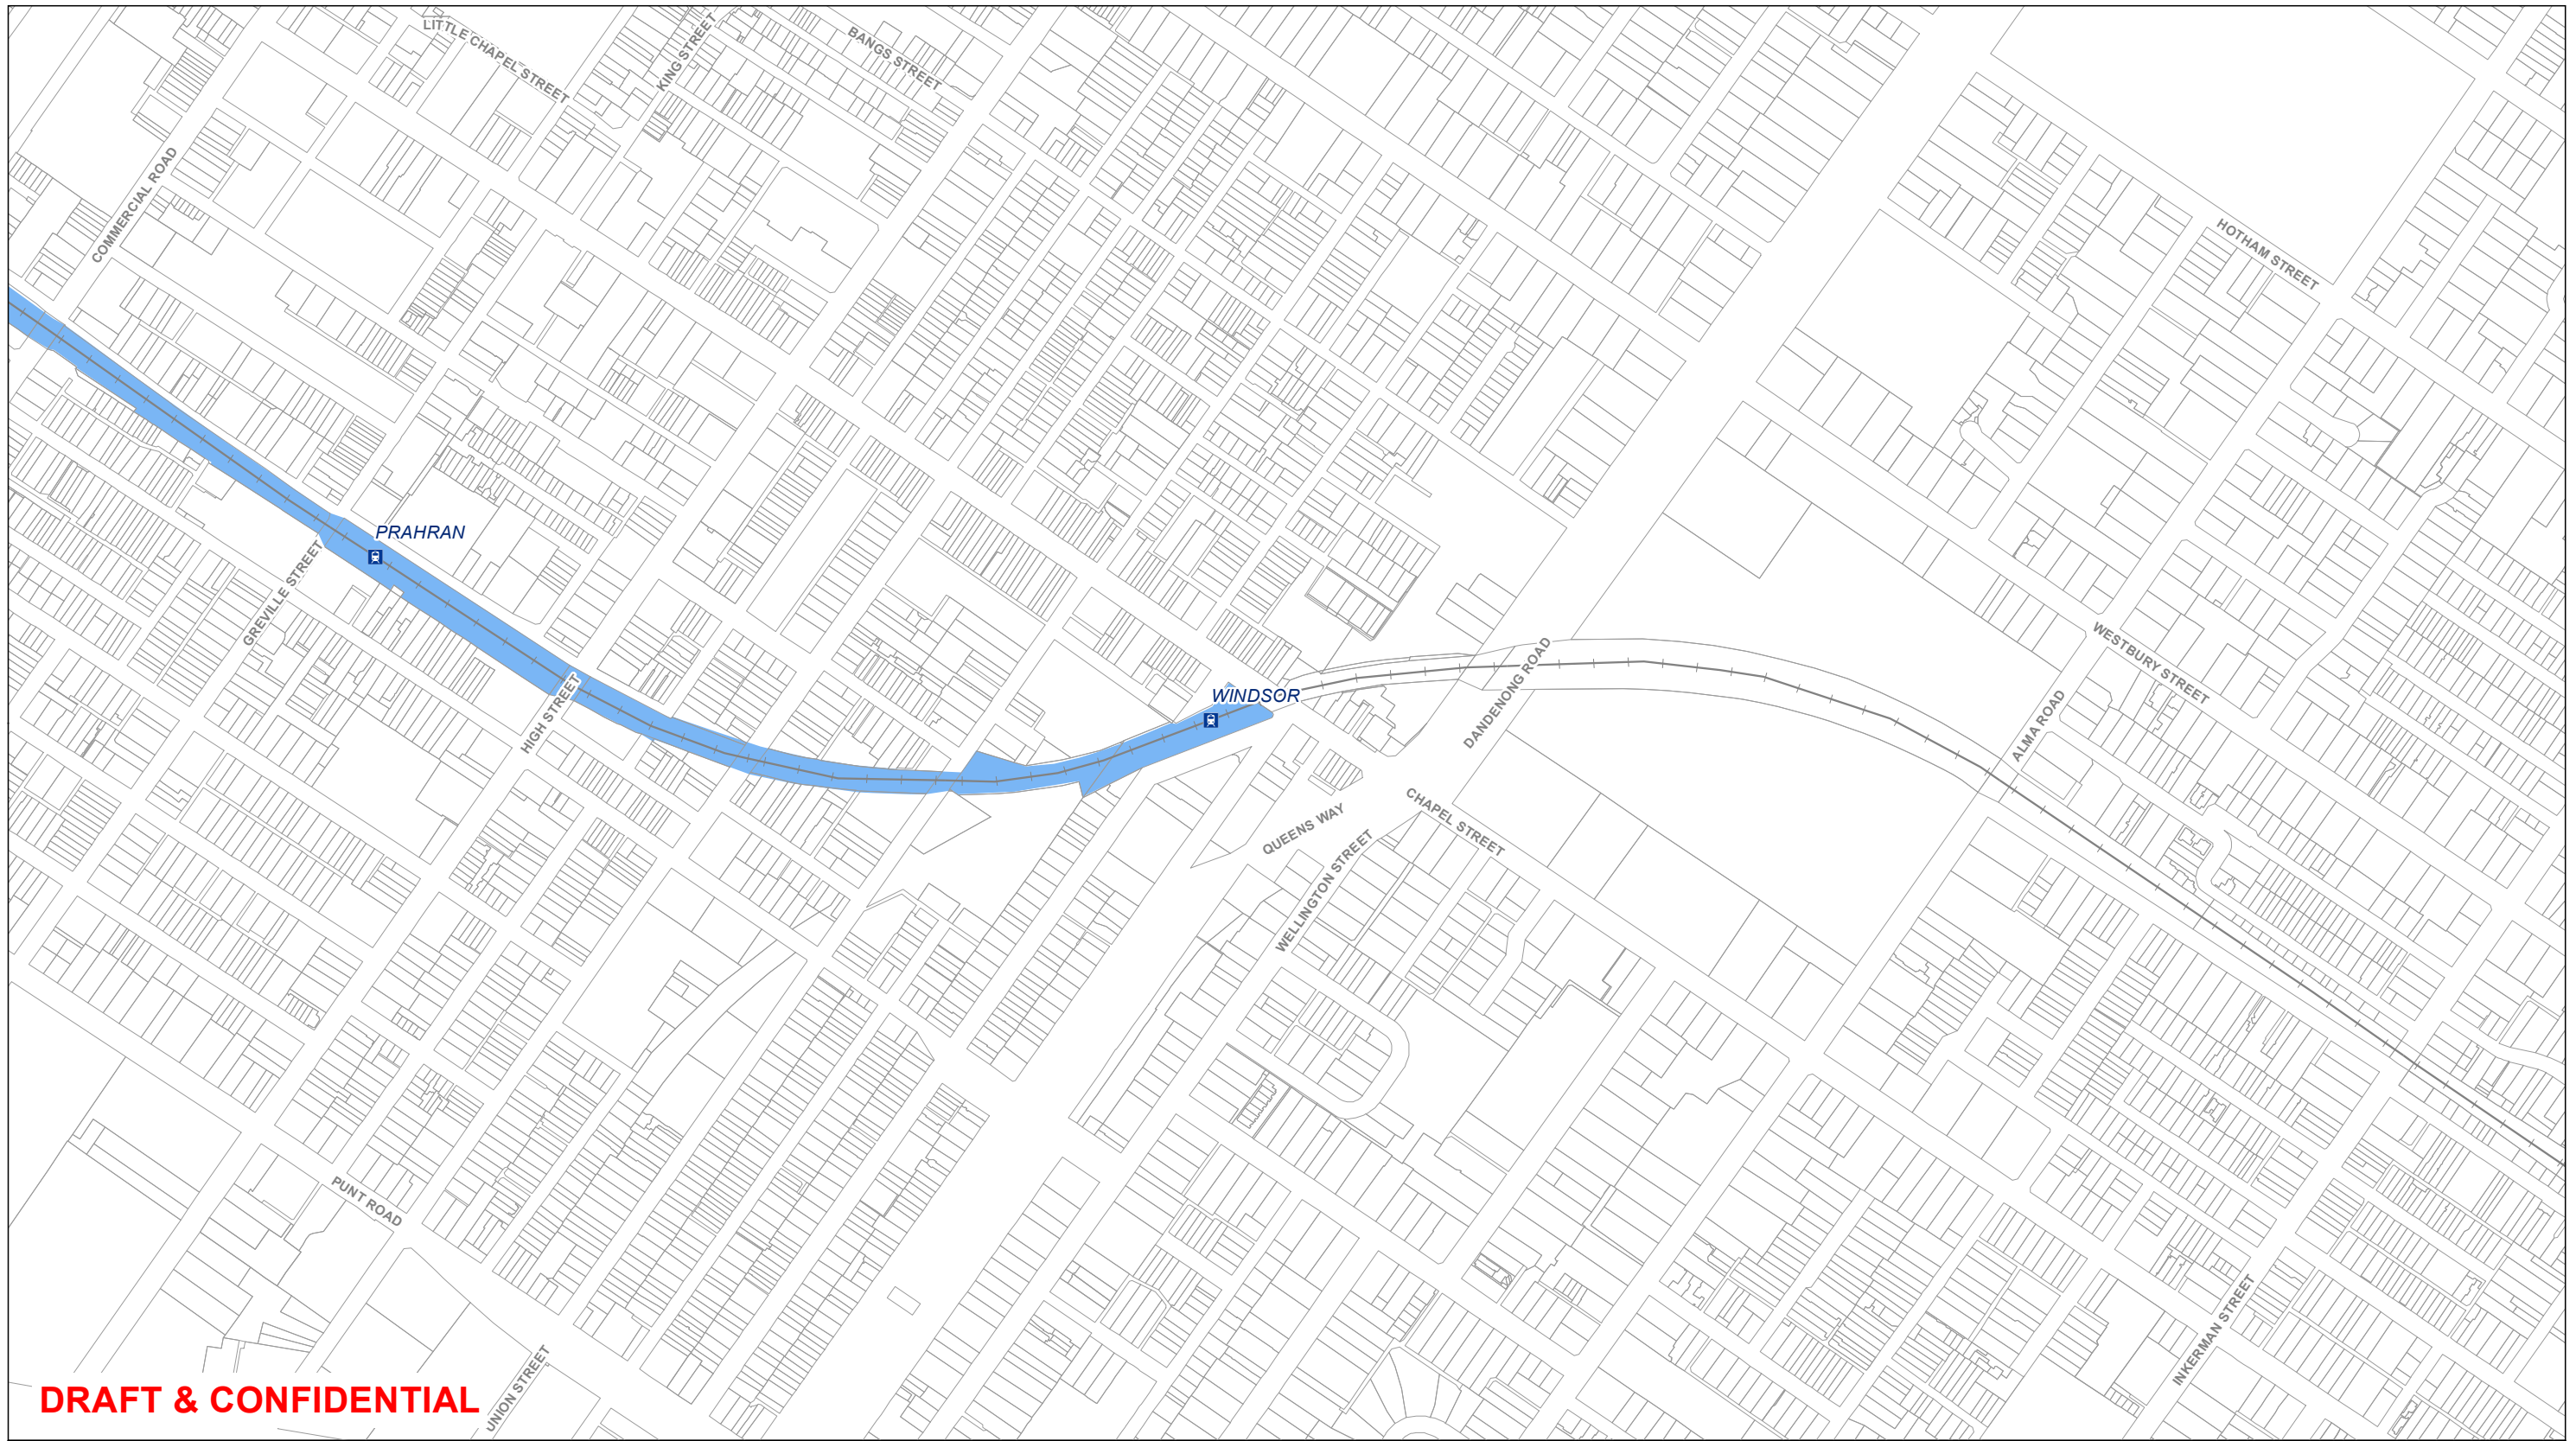 LITTLE CHAPEL STREET
KING STREET
BANGS STREET
COMMERCIAL ROAD
HOTHAM STREET
PRAHRAN
GREVILLE STREET
HIGH STREET
WINDSOR
DANDENONG ROAD
WESTBURY STREET
ALMA ROAD
QUEENS WAY
CHAPEL STREET
WELLINGTON STREET
PUNT ROAD
INKERMAN STREET
UNION STREET
DRAFT & CONFIDENTIAL